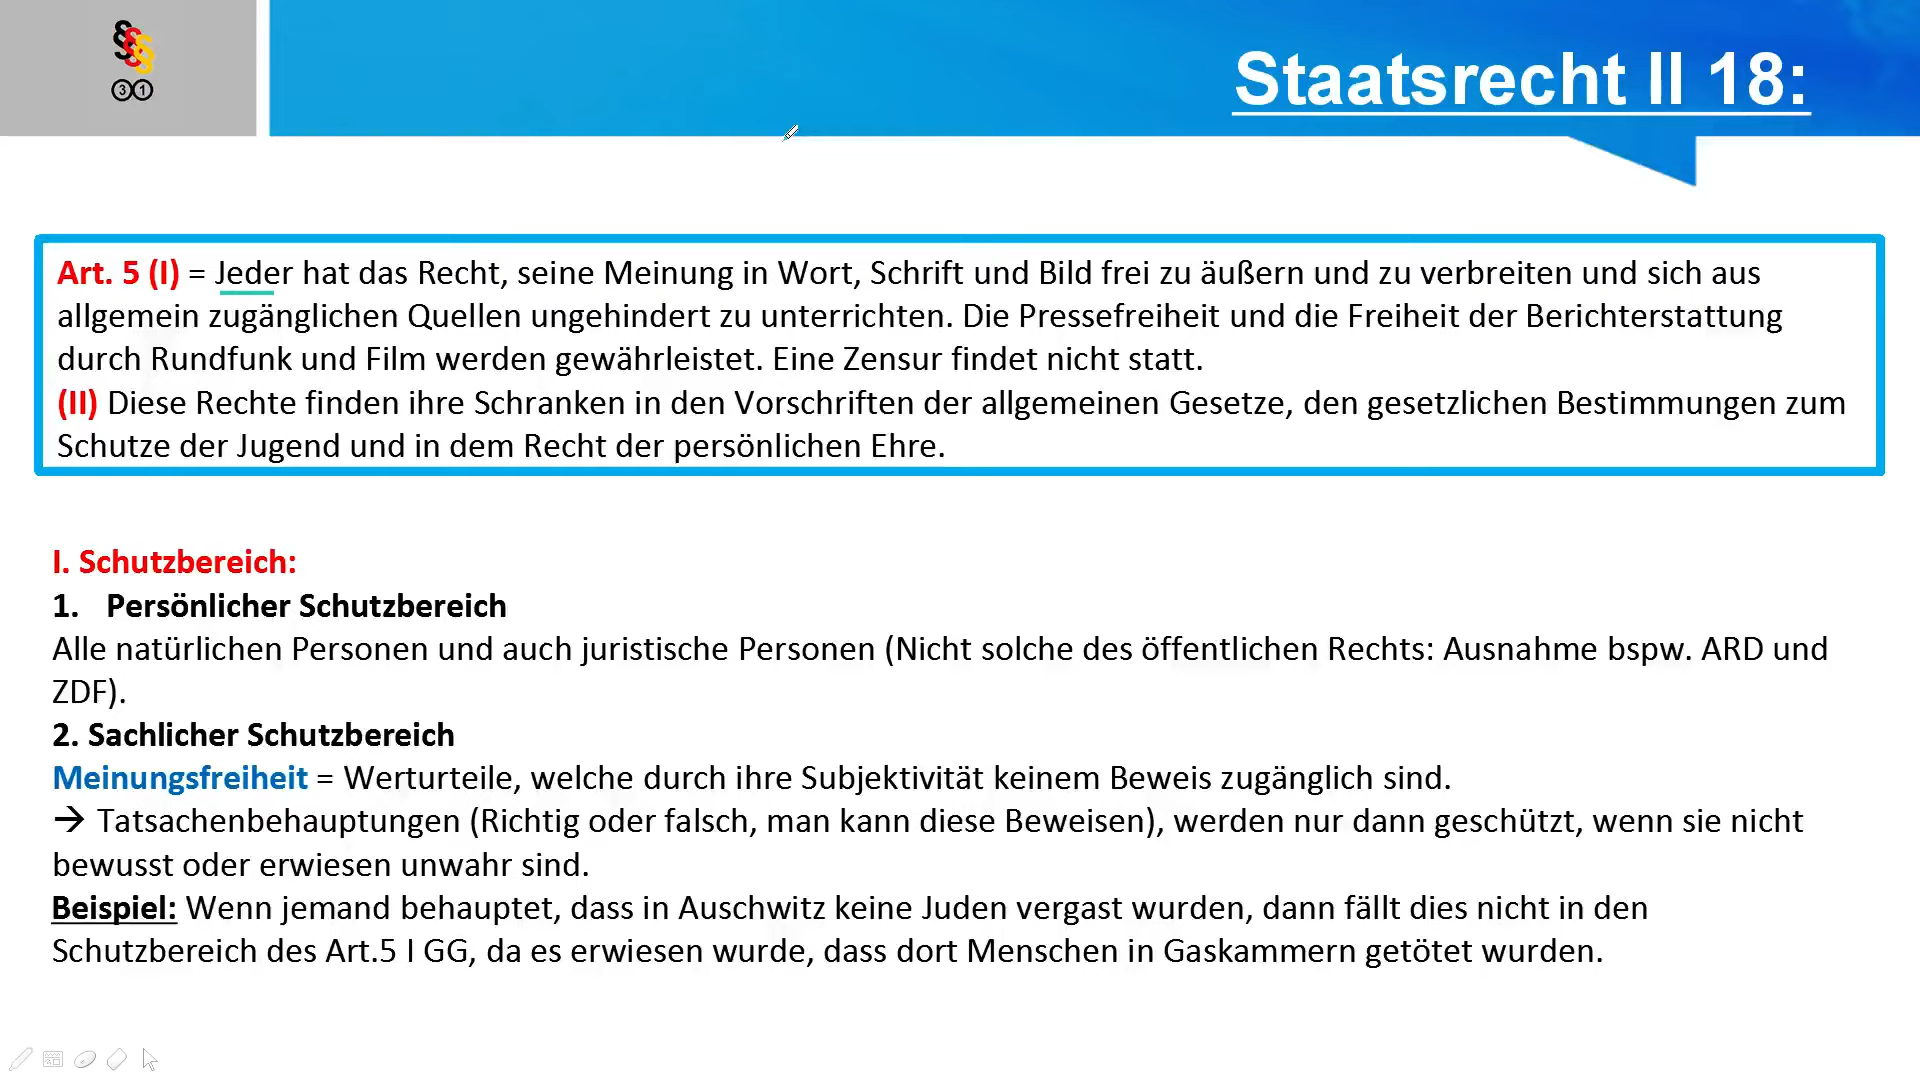 §§§
31
Staatsrecht II 18:
Art. 5 (I) = Jeder hat das Recht, seine Meinung in Wort, Schrift und Bild frei zu äußern und zu verbreiten und sich aus
allgemein zugänglichen Quellen ungehindert zu unterrichten. Die Pressefreiheit und die Freiheit der Berichterstattung
durch Rundfunk und Film werden gewährleistet. Eine Zensur findet nicht statt.
(II) Diese Rechte finden ihre Schranken in den Vorschriften der allgemeinen Gesetze, den gesetzlichen Bestimmungen zum
Schutze der Jugend und in dem Recht der persönlichen Ehre.
I. Schutzbereich:
1. Persönlicher Schutzbereich
Alle natürlichen Personen und auch juristische Personen (Nicht solche des öffentlichen Rechts: Ausnahme bspw. ARD und
ZDF).
2. Sachlicher Schutzbereich
Meinungsfreiheit = Werturteile, welche durch ihre Subjektivität keinem Beweis zugänglich sind.
→ Tatsachenbehauptungen (Richtig oder falsch, man kann diese Beweisen), werden nur dann geschützt, wenn sie nicht
bewusst oder erwiesen unwahr sind.
Beispiel: Wenn jemand behauptet, dass in Auschwitz keine Juden vergast wurden, dann fällt dies nicht in den
Schutzbereich des Art.5 I GG, da es erwiesen wurde, dass dort Menschen in Gaskammern getötet wurden.